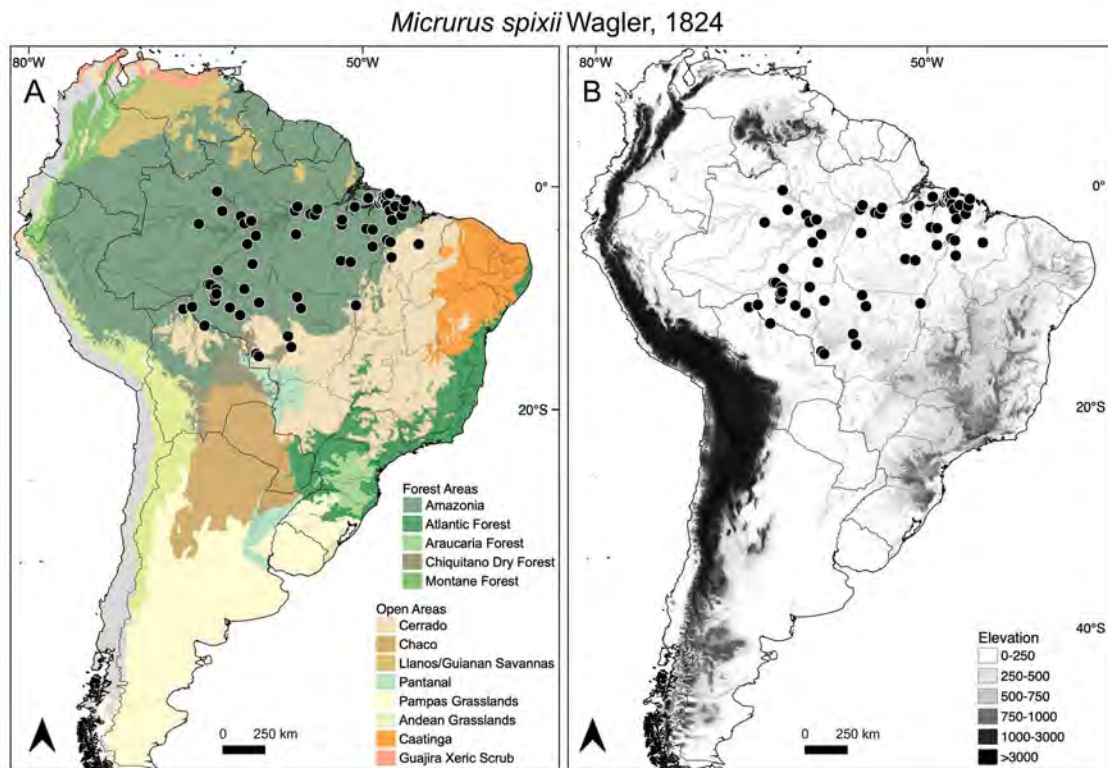 Micrurus spixii Wagler, 1824
A
80°W
50°W
Forest Areas
Amazonia
Atlantic Forest
Araucaria Forest
Chiquitano Dry Forest
Montane Forest
Open Areas
Cerrado
Chaco
Llanos/Guianan Savannas
Pantanal
Pampas Grasslands
Andean Grasslands
Caatinga
Guajira Xeric Scrub
0 250 km
B
80°W
50°W
0°
20°S
40°S
Elevation
0-250
250-500
500-750
750-1000
1000-3000
>3000
0 250 km